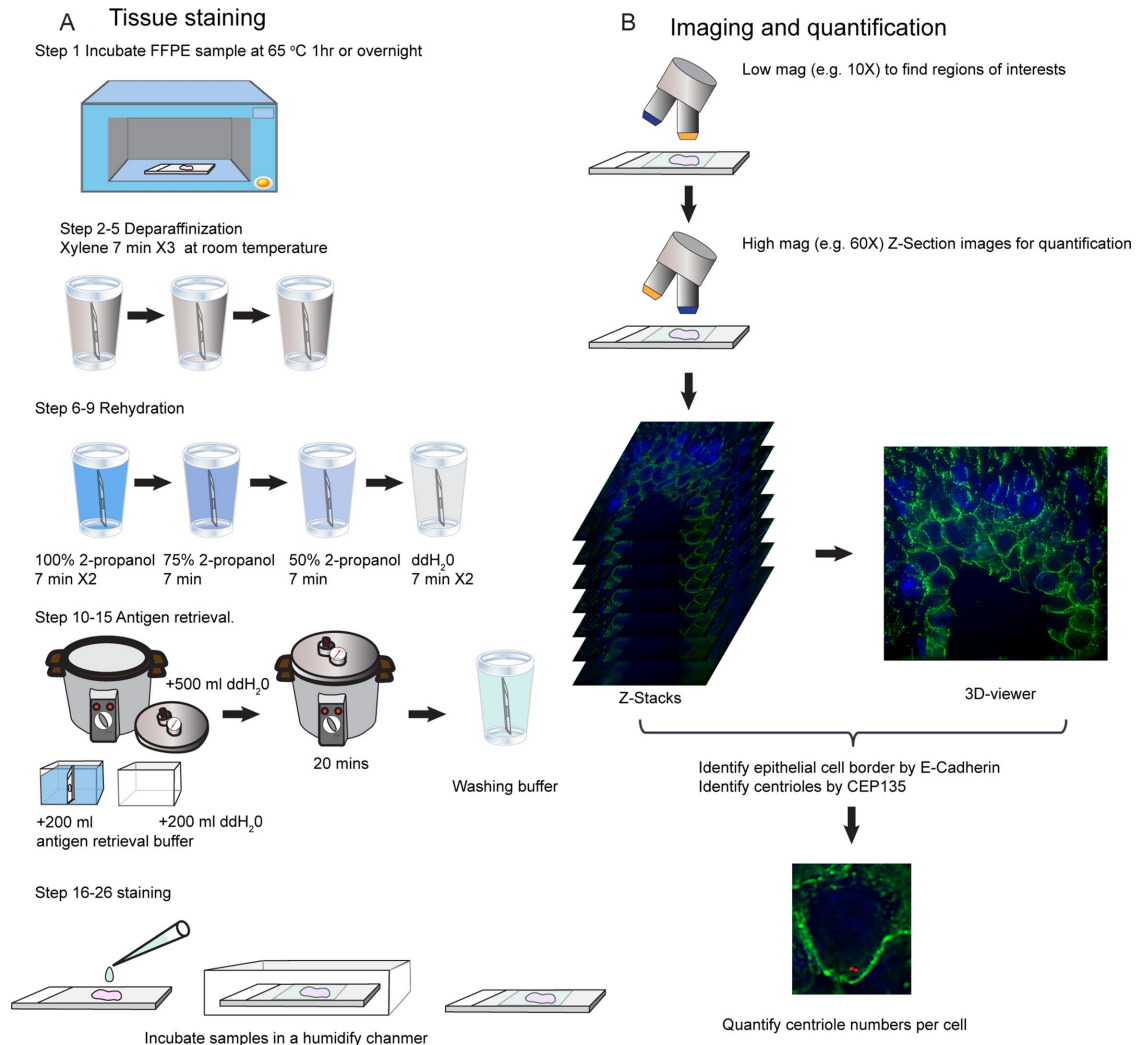 A
Tissue staining
Step 1 Incubate FFPE sample at 65 °C 1hr or overnight
Step 2-5 Deparaffinization
Xylene 7 min X3  at room temperature
Step 6-9 Rehydration
100% 2-propanol
7 min X2
75% 2-propanol
7 min
50% 2-propanol
7 min
ddH₂0
7 min X2
Step 10-15 Antigen retrieval.
+500 ml ddH₂0
20 mins
Washing buffer
+200 ml
antigen retrieval buffer
+200 ml ddH₂0
Step 16-26 staining
Incubate samples in a humidify chanmer
B
Imaging and quantification
Low mag (e.g. 10X) to find regions of interests
High mag (e.g. 60X) Z-Section images for quantification
Z-Stacks
3D-viewer
Identify epithelial cell border by E-Cadherin
Identify centrioles by CEP135
Quantify centriole numbers per cell